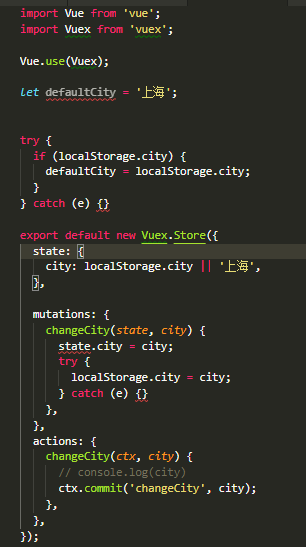 import Vue from 'vue';
import Vuex from 'vuex';
Vue.use(Vuex);
let defaultCity = '上海';
try {
if (localStorage.city) {
defaultCity = localStorage.city;
}
} catch (e) {}
export default new Vuex.Store({
state: {
city: localStorage.city || '上海',
},
mutations: {
changeCity(state, city) {
state.city = city;
try {
localStorage.city = city;
} catch (e) {}
},
},
actions: {
changeCity(ctx, city) {
// console.log(city)
ctx.commit('changeCity', city);
},
},
});